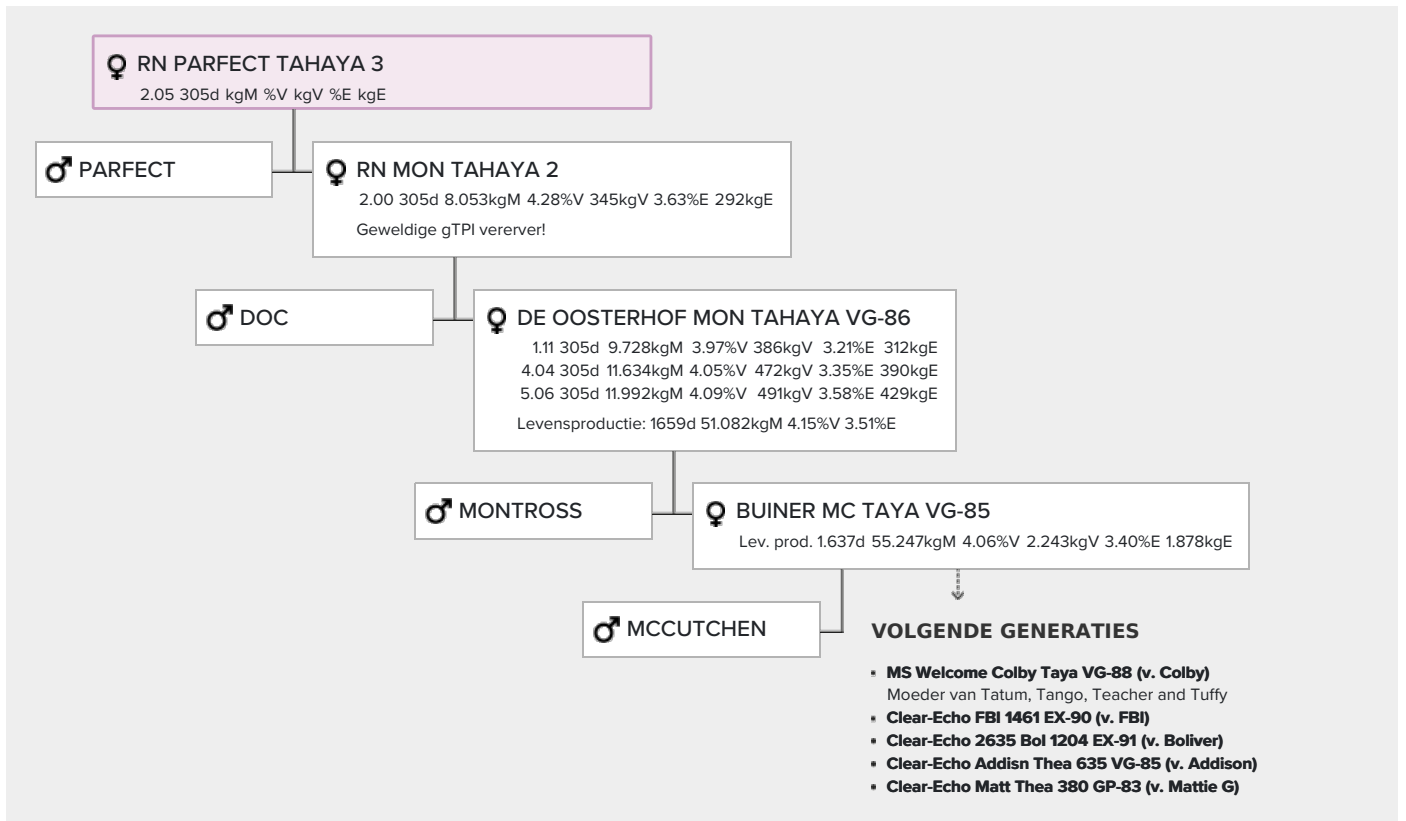 RN PARFECT TAHAYA 3
2.05 305d kgM %V kgV %E kgE
PARFECT
RN MON TAHAYA 2
2.00 305d 8.053kgM 4.28%V 345kgV 3.63%E 292kgE
Geweldige gTPI vererver!
DOC
DE OOSTERHOF MON TAHAYA VG-86
1.11 305d 9.728kgM 3.97%V 386kgV 3.21%E 312kgE
4.04 305d 11.634kgM 4.05%V 472kgV 3.35%E 390kgE
5.06 305d 11.992kgM 4.09%V 491kgV 3.58%E 429kgE
Levensproductie: 1659d 51.082kgM 4.15%V 3.51%E
MONTROSS
BUINER MC TAYA VG-85
Lev. prod. 1.637d 55.247kgM 4.06%V 2.243kgV 3.40%E 1.878kgE
MCCUTCHEN
VOLGENDE GENERATIES
• MS Welcome Colby Taya VG-88 (v. Colby)
Moeder van Tatum, Tango, Teacher and Tuffy
• Clear-Echo FBI 1461 EX-90 (v. FBI)
• Clear-Echo 2635 Bol 1204 EX-91 (v. Boliver)
• Clear-Echo Addisn Thea 635 VG-85 (v. Addison)
• Clear-Echo Matt Thea 380 GP-83 (v. Mattie G)